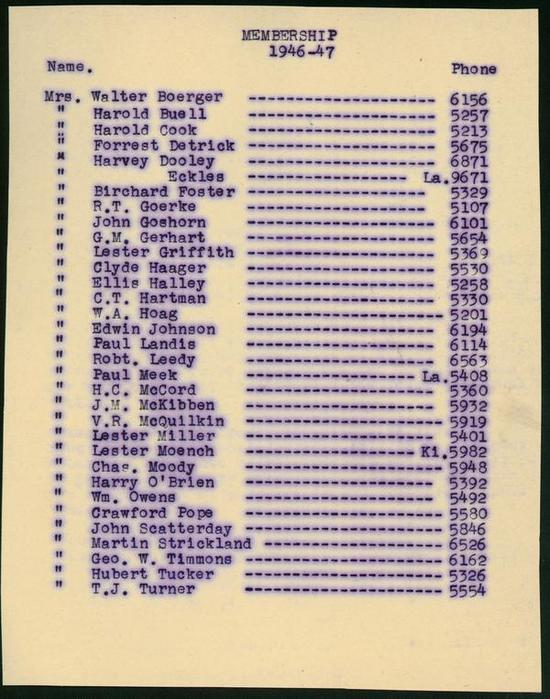 MEMBERSHIP
1946-47
Name. Phone
Mrs. Walter Boerger ------------------------ 6156
" Harold Buell ------------------------ 5257
" Harold Cook ------------------------ 5213
" Forrest Detrick ------------------------ 5675
" Harvey Dooley ------------------------ 6871
" Eckles -------------------- La.9671
" Birchard Foster ---------------------- 5329
" R.T. Goerke ---------------------- 5107
" John Goshorn ------------------------ 6101
" G.M. Gerhart ------------------------ 5654
" Lester Griffith ------------------------ 5369
" Clyde Haager ------------------------ 5530
" Ellis Halley ------------------------ 5258
" C.T. Hartman ------------------------ 5330
" W.A. Hoag ------------------------- 5201
" Edwin Johnson ------------------------ 6194
" Paul Landis ------------------------ 6114
" Robt. Leedy ------------------------ 6563
" Paul Meek --------------------- La.5408
" H.C. McCord ------------------------ 5360
" J.M. McKibben ------------------------ 5932
" V.R. McQuilkin ------------------------- 5919
" Lester Miller ------------------------ 5401
" Lester Moench --------------------- Ki.5982
" Chas. Moody ------------------------- 5948
" Harry O'Brien ------------------------ 5392
" Wm. Owens ------------------------ 5492
" Crawford Pope ------------------------- 5580
" John Scatterday ------------------------- 5846
" Martin Strickland ----------------------- 6526
" Geo. W. Timmons ------------------------- 6162
" Hubert Tucker ------------------------- 5326
" T.J. Turner ------------------------- 5554